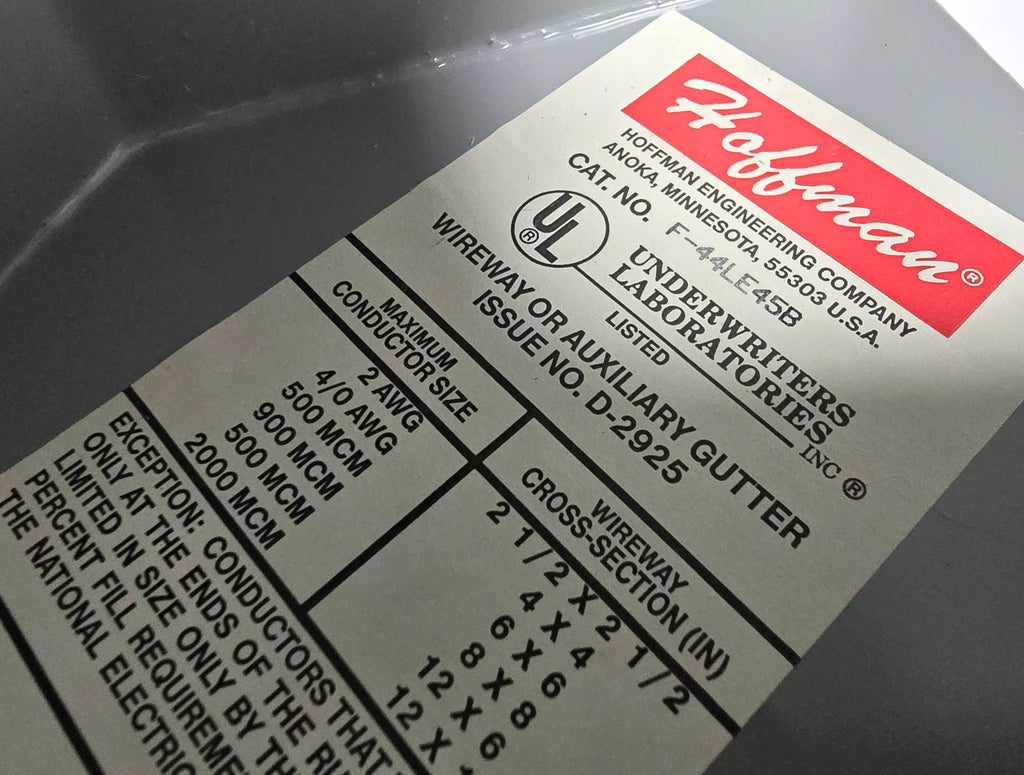 Hoffman®
HOFFMAN ENGINEERING COMPANY
ANOKA, MINNESOTA, 55303 U.S.A.
CAT. NO. F-44LE45B
UL ®
UNDERWRITERS
LABORATORIES INC ®
LISTED
WIREWAY OR AUXILIARY GUTTER
ISSUE NO. D-2925
MAXIMUM
CONDUCTOR SIZE
WIREWAY
CROSS-SECTION (IN)
2 AWG 2 1/2 X 2 1/2
4/0 AWG 4 X 4
500 MCM 6 X 6
900 MCM 8 X 8
500 MCM 12 X 6
2000 MCM 12 X
EXCEPTION: CONDUCTORS THAT
ONLY AT THE ENDS OF THE
LIMITED IN SIZE ONLY BY
PERCENT FILL
THE NATIONAL